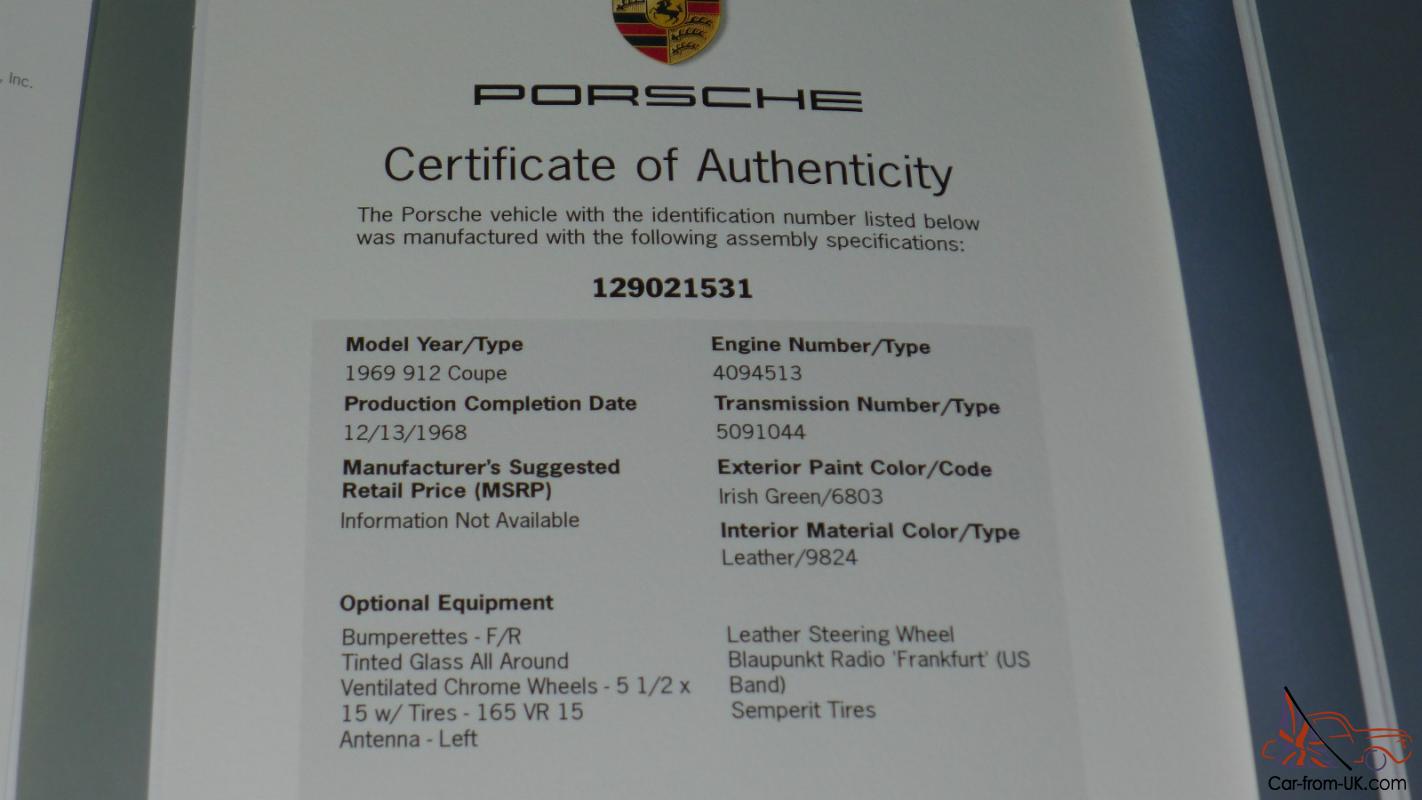 , Inc.
PORSCHE
Certificate of Authenticity
The Porsche vehicle with the identification number listed below
was manufactured with the following assembly specifications:
129021531
Model Year/Type
1969 912 Coupe
Production Completion Date
12/13/1968
Manufacturer's Suggested
Retail Price (MSRP)
Information Not Available
Engine Number/Type
4094513
Transmission Number/Type
5091044
Exterior Paint Color/Code
Irish Green/6803
Interior Material Color/Type
Leather/9824
Optional Equipment
Bumperettes - F/R
Tinted Glass All Around
Ventilated Chrome Wheels - 5 1/2 x
15 w/ Tires - 165 VR 15
Antenna - Left
Leather Steering Wheel
Blaupunkt Radio 'Frankfurt' (US
Band)
Semperit Tires
Car-from-UK.com